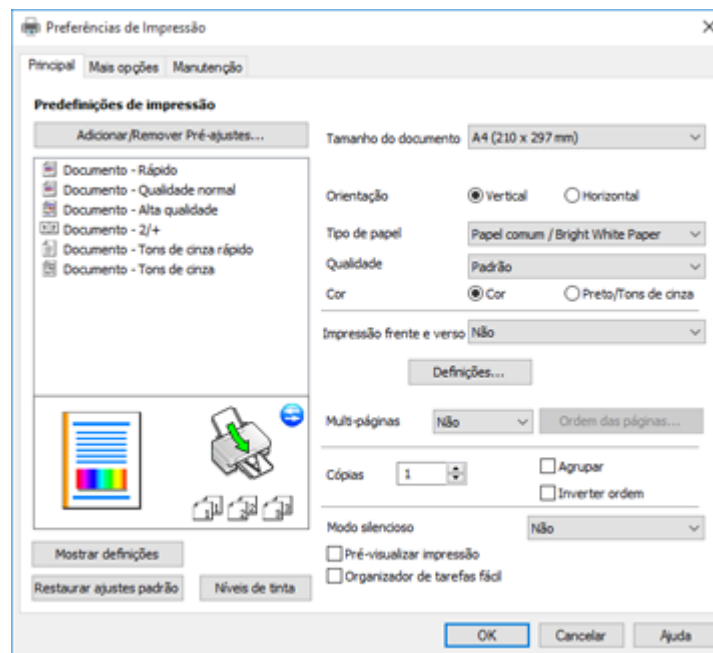 Preferências de Impressão
Principal
Mais opções
Manutenção
Predefinições de impressão
Adicionar/Remover Pré-ajustes...
Documento - Rápido
Documento - Qualidade normal
Documento - Alta qualidade
Documento - 2/+
Documento - Tons de cinza rápido
Documento - Tons de cinza
Mostrar definições
Restaurar ajustes padrão
Níveis de tinta
Tamanho do documento
A4 (210 x 297 mm)
Orientação
Vertical
Horizontal
Tipo de papel
Papel comum / Bright White Paper
Qualidade
Padrão
Cor
Cor
Preto/Tons de cinza
Impressão frente e verso
Não
Definições...
Multi-páginas
Não
Ordem das páginas...
Cópias
1
Agrupar
Inverter ordem
Modo silencioso
Não
Pré-visualizar impressão
Organizador de tarefas fácil
OK
Cancelar
Ajuda